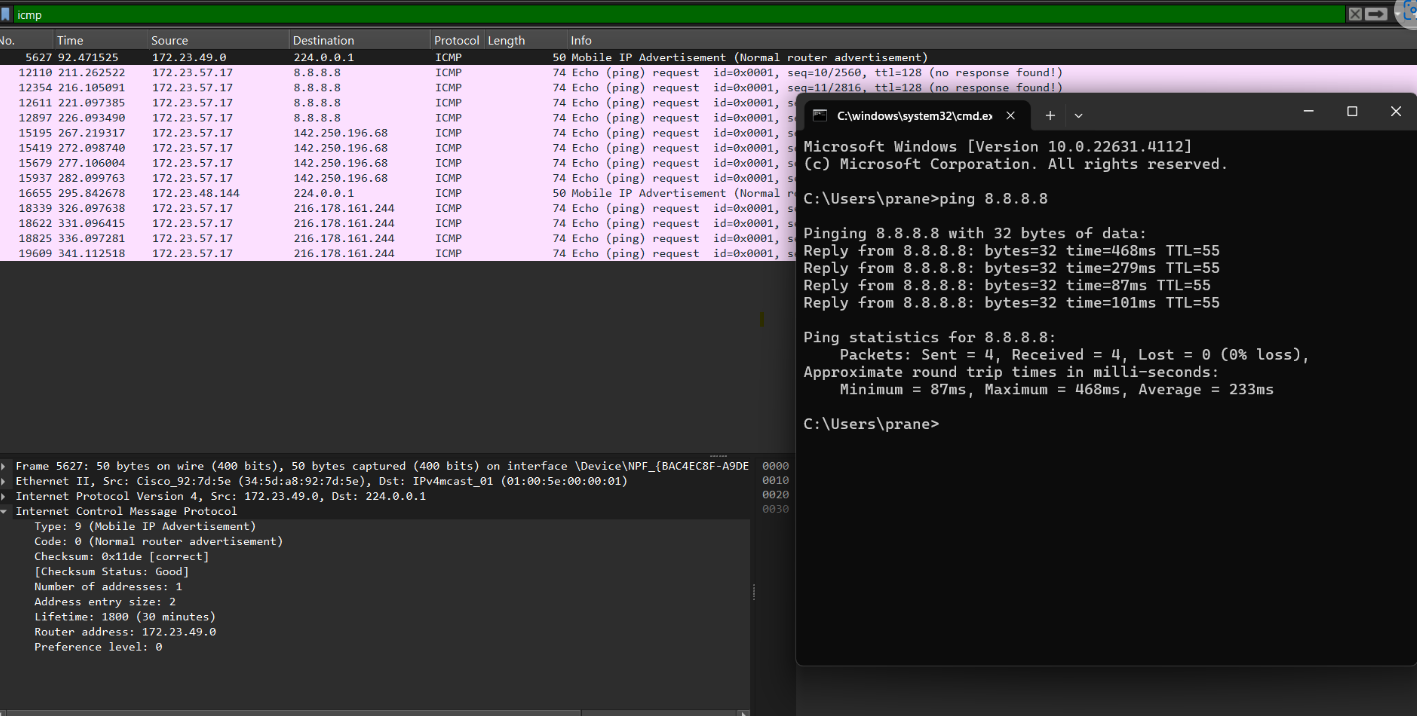 icmp
No. Time Source Destination Protocol Length Info
5627 92.471525 172.23.49.0 224.0.0.1 ICMP 50 Mobile IP Advertisement (Normal router advertisement)
12110 211.262522 172.23.57.17 8.8.8.8 ICMP 74 Echo (ping) request id=0x0001, seq=10/2560, ttl=128 (no response found!)
12354 216.105091 172.23.57.17 8.8.8.8 ICMP 74 Echo (ping) request id=0x0001, seq=11/2816, ttl=128 (no response found!)
12611 221.097385 172.23.57.17 8.8.8.8 ICMP 74 Echo (ping) request id=0x0001, s
12897 226.093490 172.23.57.17 8.8.8.8 ICMP 74 Echo (ping) request id=0x0001, s
15195 267.219317 172.23.57.17 142.250.196.68 ICMP 74 Echo (ping) request id=0x0001, s
15419 272.098740 172.23.57.17 142.250.196.68 ICMP 74 Echo (ping) request id=0x0001, s
15679 277.106004 172.23.57.17 142.250.196.68 ICMP 74 Echo (ping) request id=0x0001, s
15937 282.099763 172.23.57.17 142.250.196.68 ICMP 74 Echo (ping) request id=0x0001, s
16655 295.842678 172.23.48.144 224.0.0.1 ICMP 50 Mobile IP Advertisement (Normal r
18339 326.097638 172.23.57.17 216.178.161.244 ICMP 74 Echo (ping) request id=0x0001, s
18622 331.096415 172.23.57.17 216.178.161.244 ICMP 74 Echo (ping) request id=0x0001, s
18825 336.097281 172.23.57.17 216.178.161.244 ICMP 74 Echo (ping) request id=0x0001, s
19609 341.112518 172.23.57.17 216.178.161.244 ICMP 74 Echo (ping) request id=0x0001, s
Frame 5627: 50 bytes on wire (400 bits), 50 bytes captured (400 bits) on interface \Device\NPF_{BAC4EC8F-A9DE
Ethernet II, Src: Cisco_92:7d:5e (34:5d:a8:92:7d:5e), Dst: IPv4mcast_01 (01:00:5e:00:00:01)
Internet Protocol Version 4, Src: 172.23.49.0, Dst: 224.0.0.1
Internet Control Message Protocol
Type: 9 (Mobile IP Advertisement)
Code: 0 (Normal router advertisement)
Checksum: 0x11de [correct]
[Checksum Status: Good]
Number of addresses: 1
Address entry size: 2
Lifetime: 1800 (30 minutes)
Router address: 172.23.49.0
Preference level: 0
0000
0010
0020
0030
C:\windows\system32\cmd.ex
Microsoft Windows [Version 10.0.22631.4112]
(c) Microsoft Corporation. All rights reserved.
C:\Users\prane>ping 8.8.8.8
Pinging 8.8.8.8 with 32 bytes of data:
Reply from 8.8.8.8: bytes=32 time=468ms TTL=55
Reply from 8.8.8.8: bytes=32 time=279ms TTL=55
Reply from 8.8.8.8: bytes=32 time=87ms TTL=55
Reply from 8.8.8.8: bytes=32 time=101ms TTL=55
Ping statistics for 8.8.8.8:
Packets: Sent = 4, Received = 4, Lost = 0 (0% loss),
Approximate round trip times in milli-seconds:
Minimum = 87ms, Maximum = 468ms, Average = 233ms
C:\Users\prane>